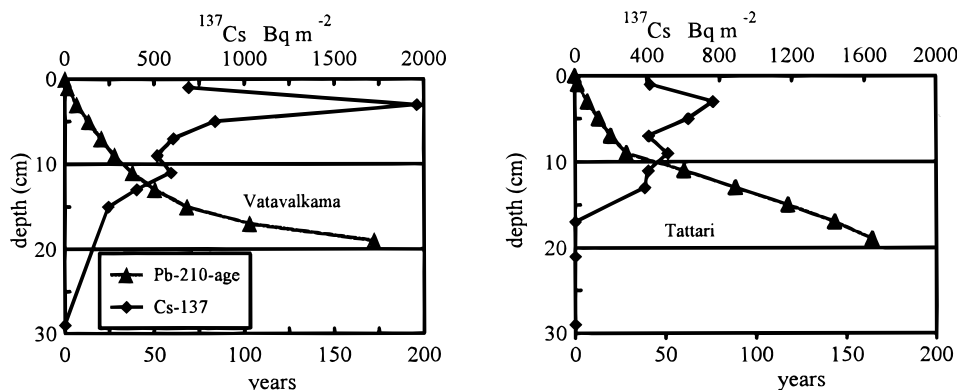 ¹³⁷Cs Bq m⁻²
0 500 1000 1500 2000
0
10
20
30
depth (cm)
Vatavalkama
Pb-210-age
Cs-137
0 50 100 150 200
years
¹³⁷Cs Bq m⁻²
0 400 800 1200 1600 2000
0
10
20
30
depth (cm)
Tattari
0 50 100 150 200
years